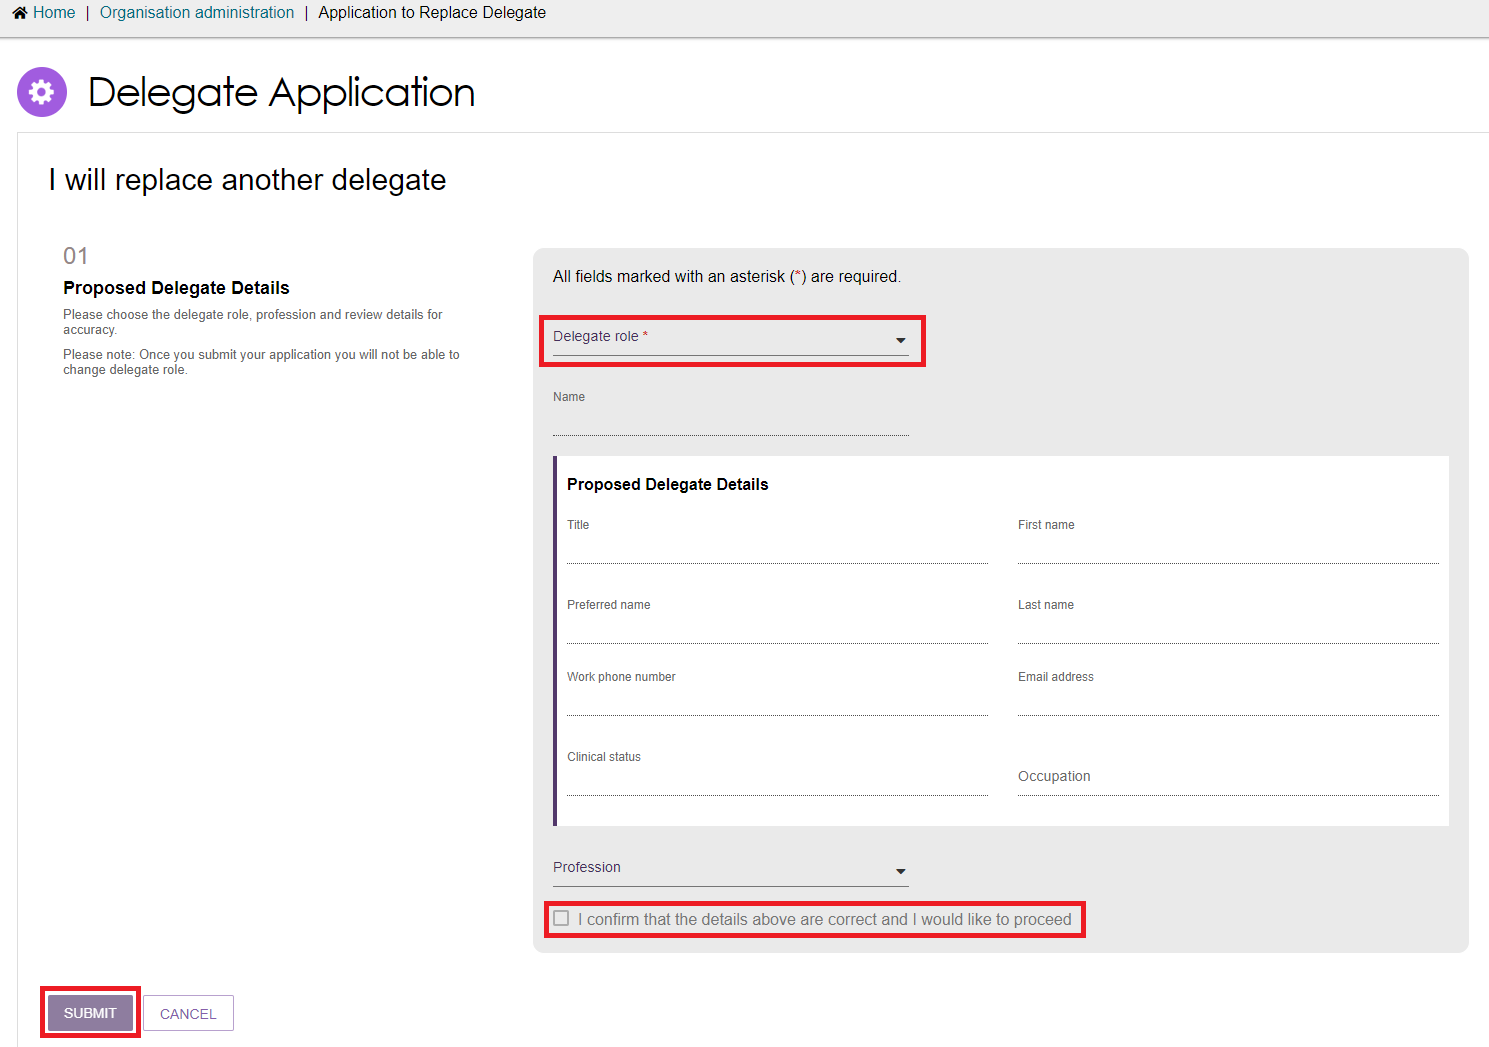 Home | Organisation administration | Application to Replace Delegate
Delegate Application
I will replace another delegate
01
Proposed Delegate Details
Please choose the delegate role, profession and review details for
accuracy.
Please note: Once you submit your application you will not be able to
change delegate role.
All fields marked with an asterisk (*) are required.
Delegate role *
Name
Proposed Delegate Details
Title
First name
Preferred name
Last name
Work phone number
Email address
Clinical status
Occupation
Profession
I confirm that the details above are correct and I would like to proceed
SUBMIT
CANCEL